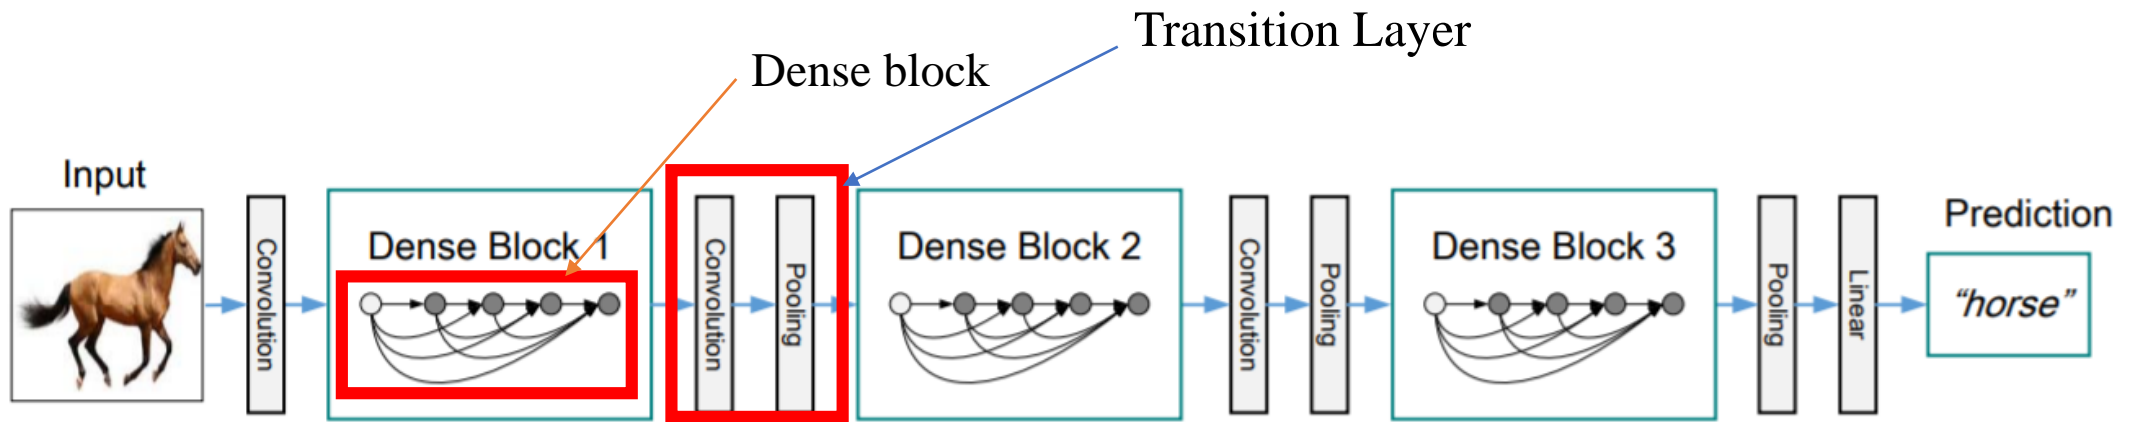 Transition Layer
Dense block
Input
Convolution
Dense Block 1
Convolution
Pooling
Dense Block 2
Convolution
Pooling
Dense Block 3
Pooling
Linear
Prediction
“horse”